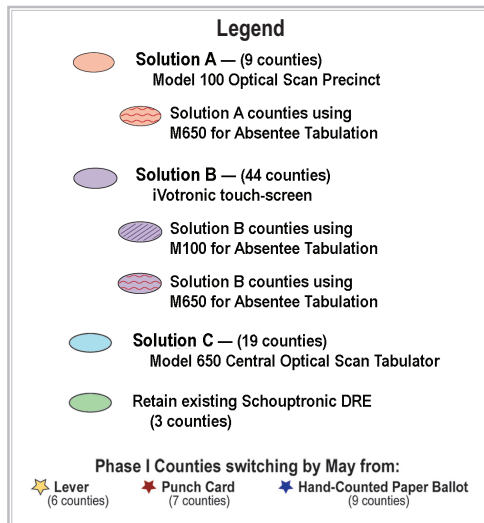 Legend
Solution A — (9 counties)
Model 100 Optical Scan Precinct
Solution A counties using
M650 for Absentee Tabulation
Solution B — (44 counties)
iVotronic touch-screen
Solution B counties using
M100 for Absentee Tabulation
Solution B counties using
M650 for Absentee Tabulation
Solution C — (19 counties)
Model 650 Central Optical Scan Tabulator
Retain existing Schouptronic DRE
(3 counties)
Phase I Counties switching by May from:
Lever Punch Card Hand-Counted Paper Ballot
(6 counties) (7 counties) (9 counties)